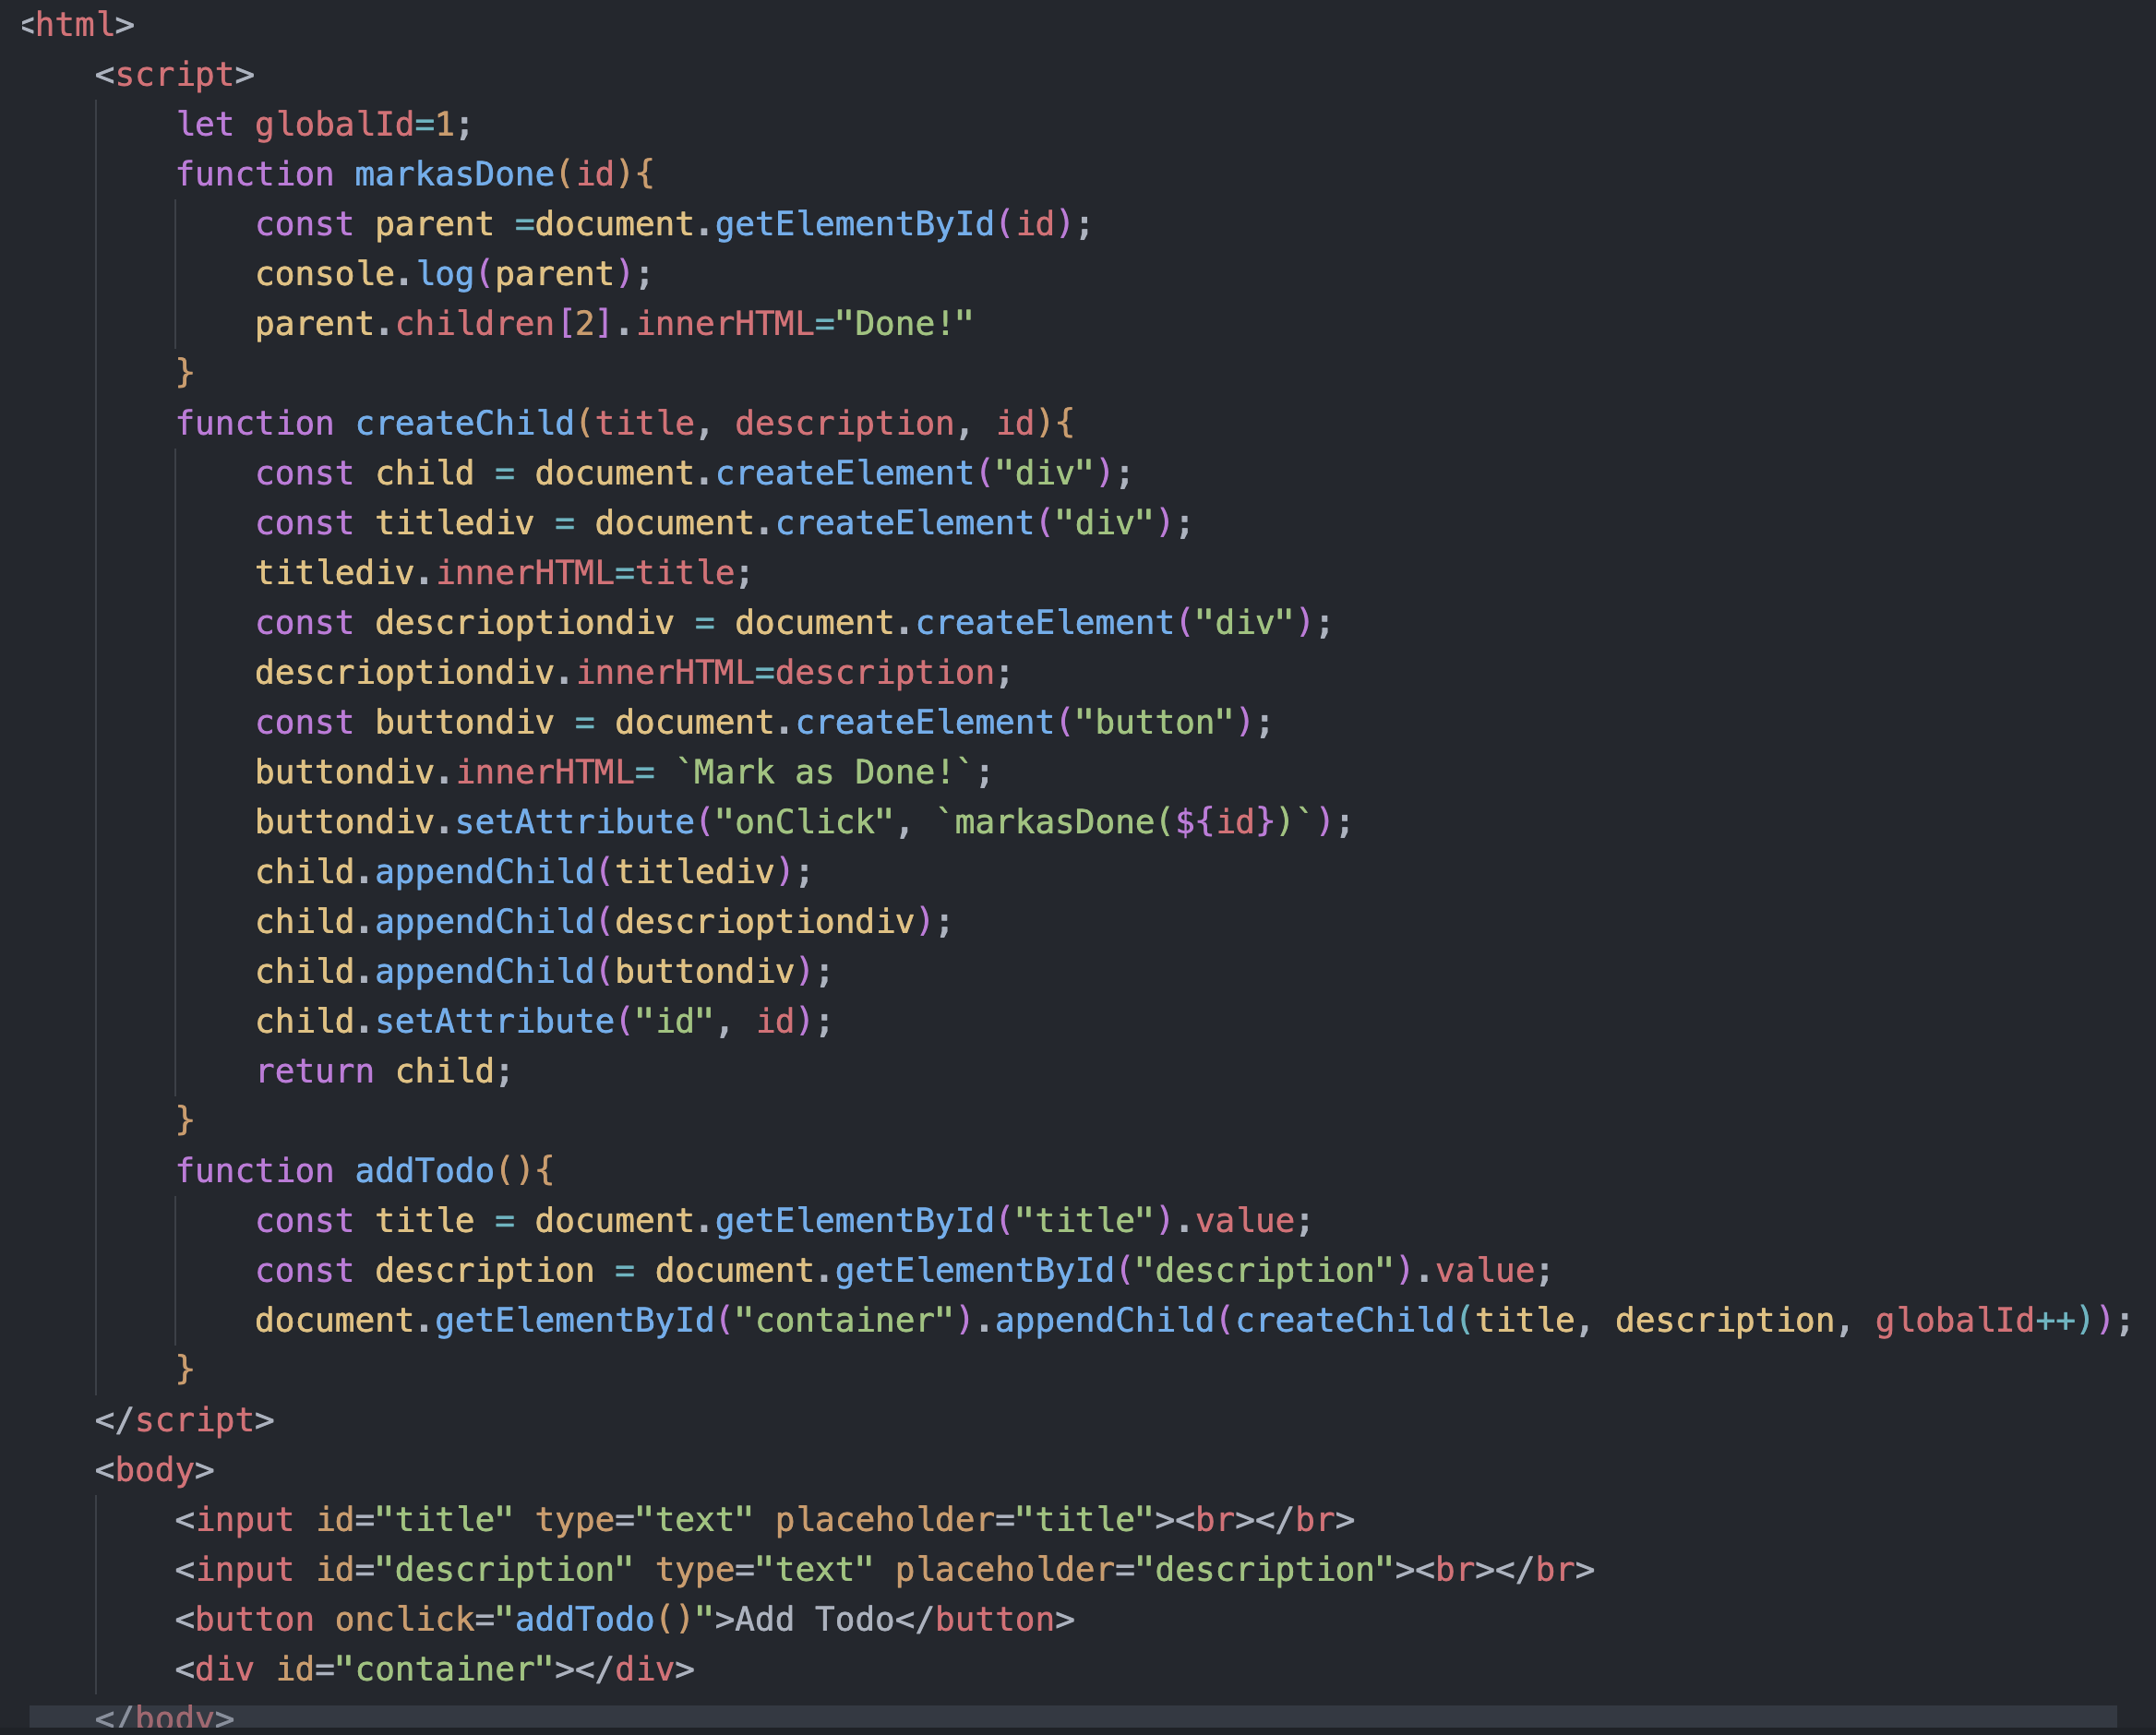 <html>
    <script>
        let globalId=1;
        function markasDone(id){
            const parent =document.getElementById(id);
            console.log(parent);
            parent.children[2].innerHTML="Done!"
        }
        function createChild(title, description, id){
            const child = document.createElement("div");
            const titlediv = document.createElement("div");
            titlediv.innerHTML=title;
            const descrioptiondiv = document.createElement("div");
            descrioptiondiv.innerHTML=description;
            const buttondiv = document.createElement("button");
            buttondiv.innerHTML= `Mark as Done!`;
            buttondiv.setAttribute("onClick", `markasDone(${id})`);
            child.appendChild(titlediv);
            child.appendChild(descrioptiondiv);
            child.appendChild(buttondiv);
            child.setAttribute("id", id);
            return child;
        }
        function addTodo(){
            const title = document.getElementById("title").value;
            const description = document.getElementById("description").value;
            document.getElementById("container").appendChild(createChild(title, description, globalId++));
        }
    </script>
    <body>
        <input id="title" type="text" placeholder="title"><br></br>
        <input id="description" type="text" placeholder="description"><br></br>
        <button onclick="addTodo()">Add Todo</button>
        <div id="container"></div>
    </body>